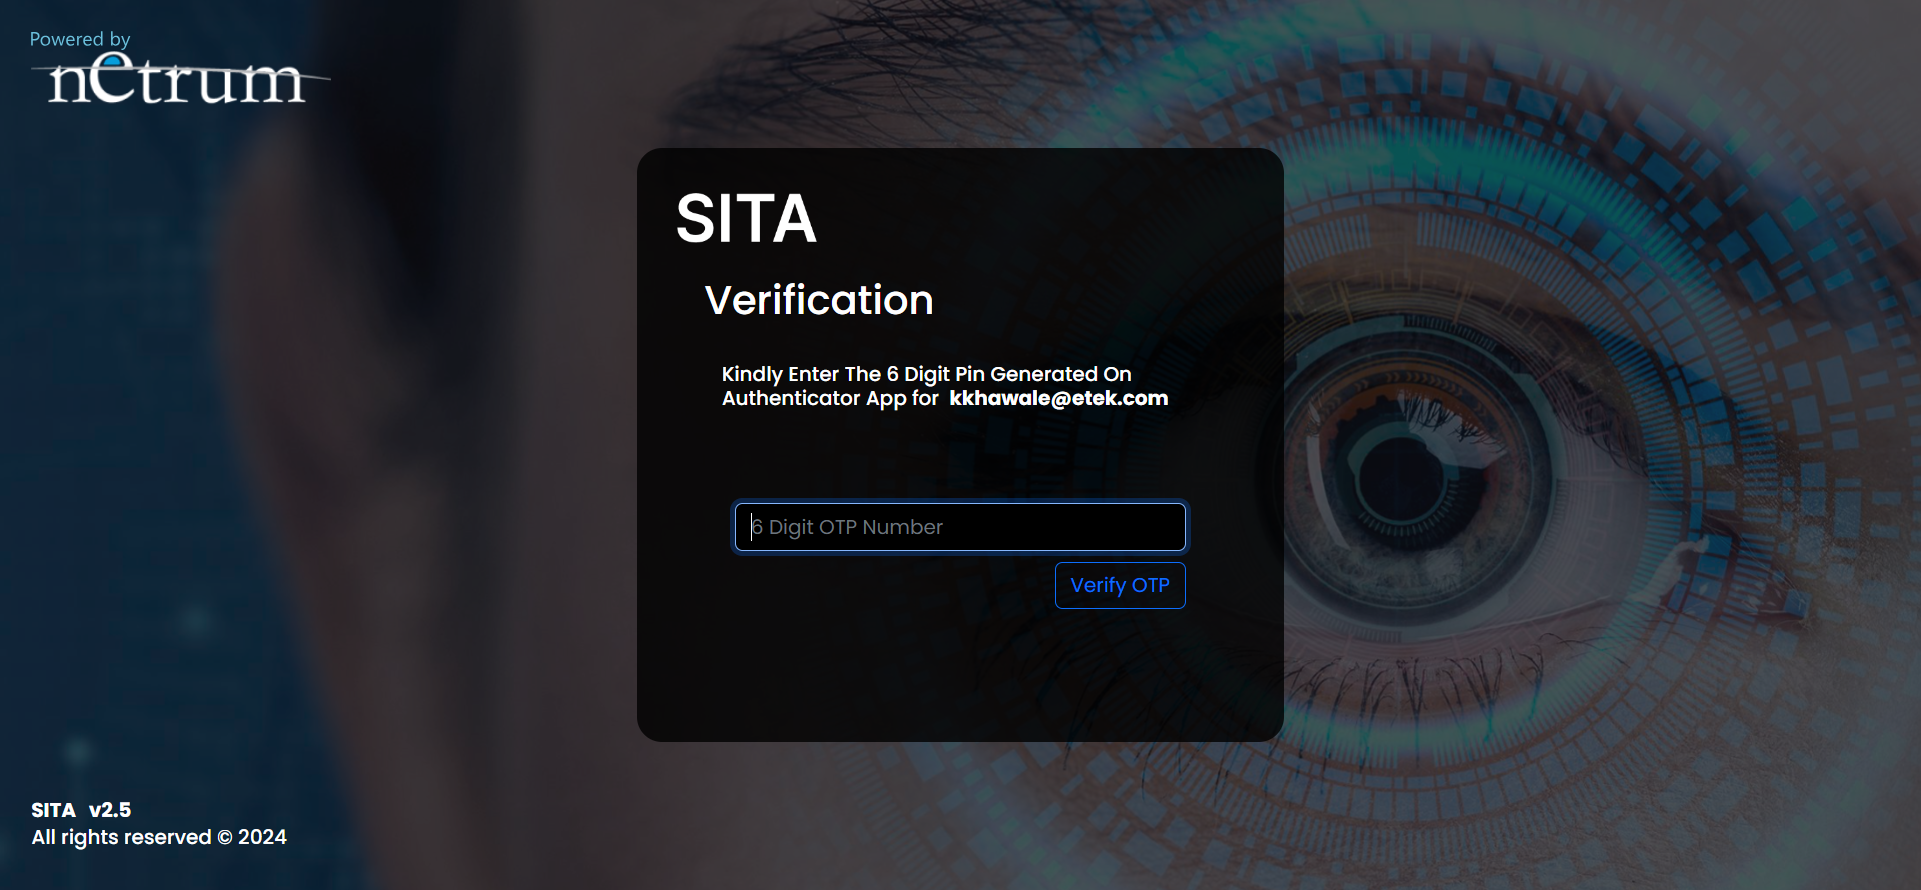 Powered by
netrum
SITA
Verification
Kindly Enter The 6 Digit Pin Generated On
Authenticator App for kkhawale@etek.com
6 Digit OTP Number
Verify OTP
SITA v2.5
All rights reserved © 2024